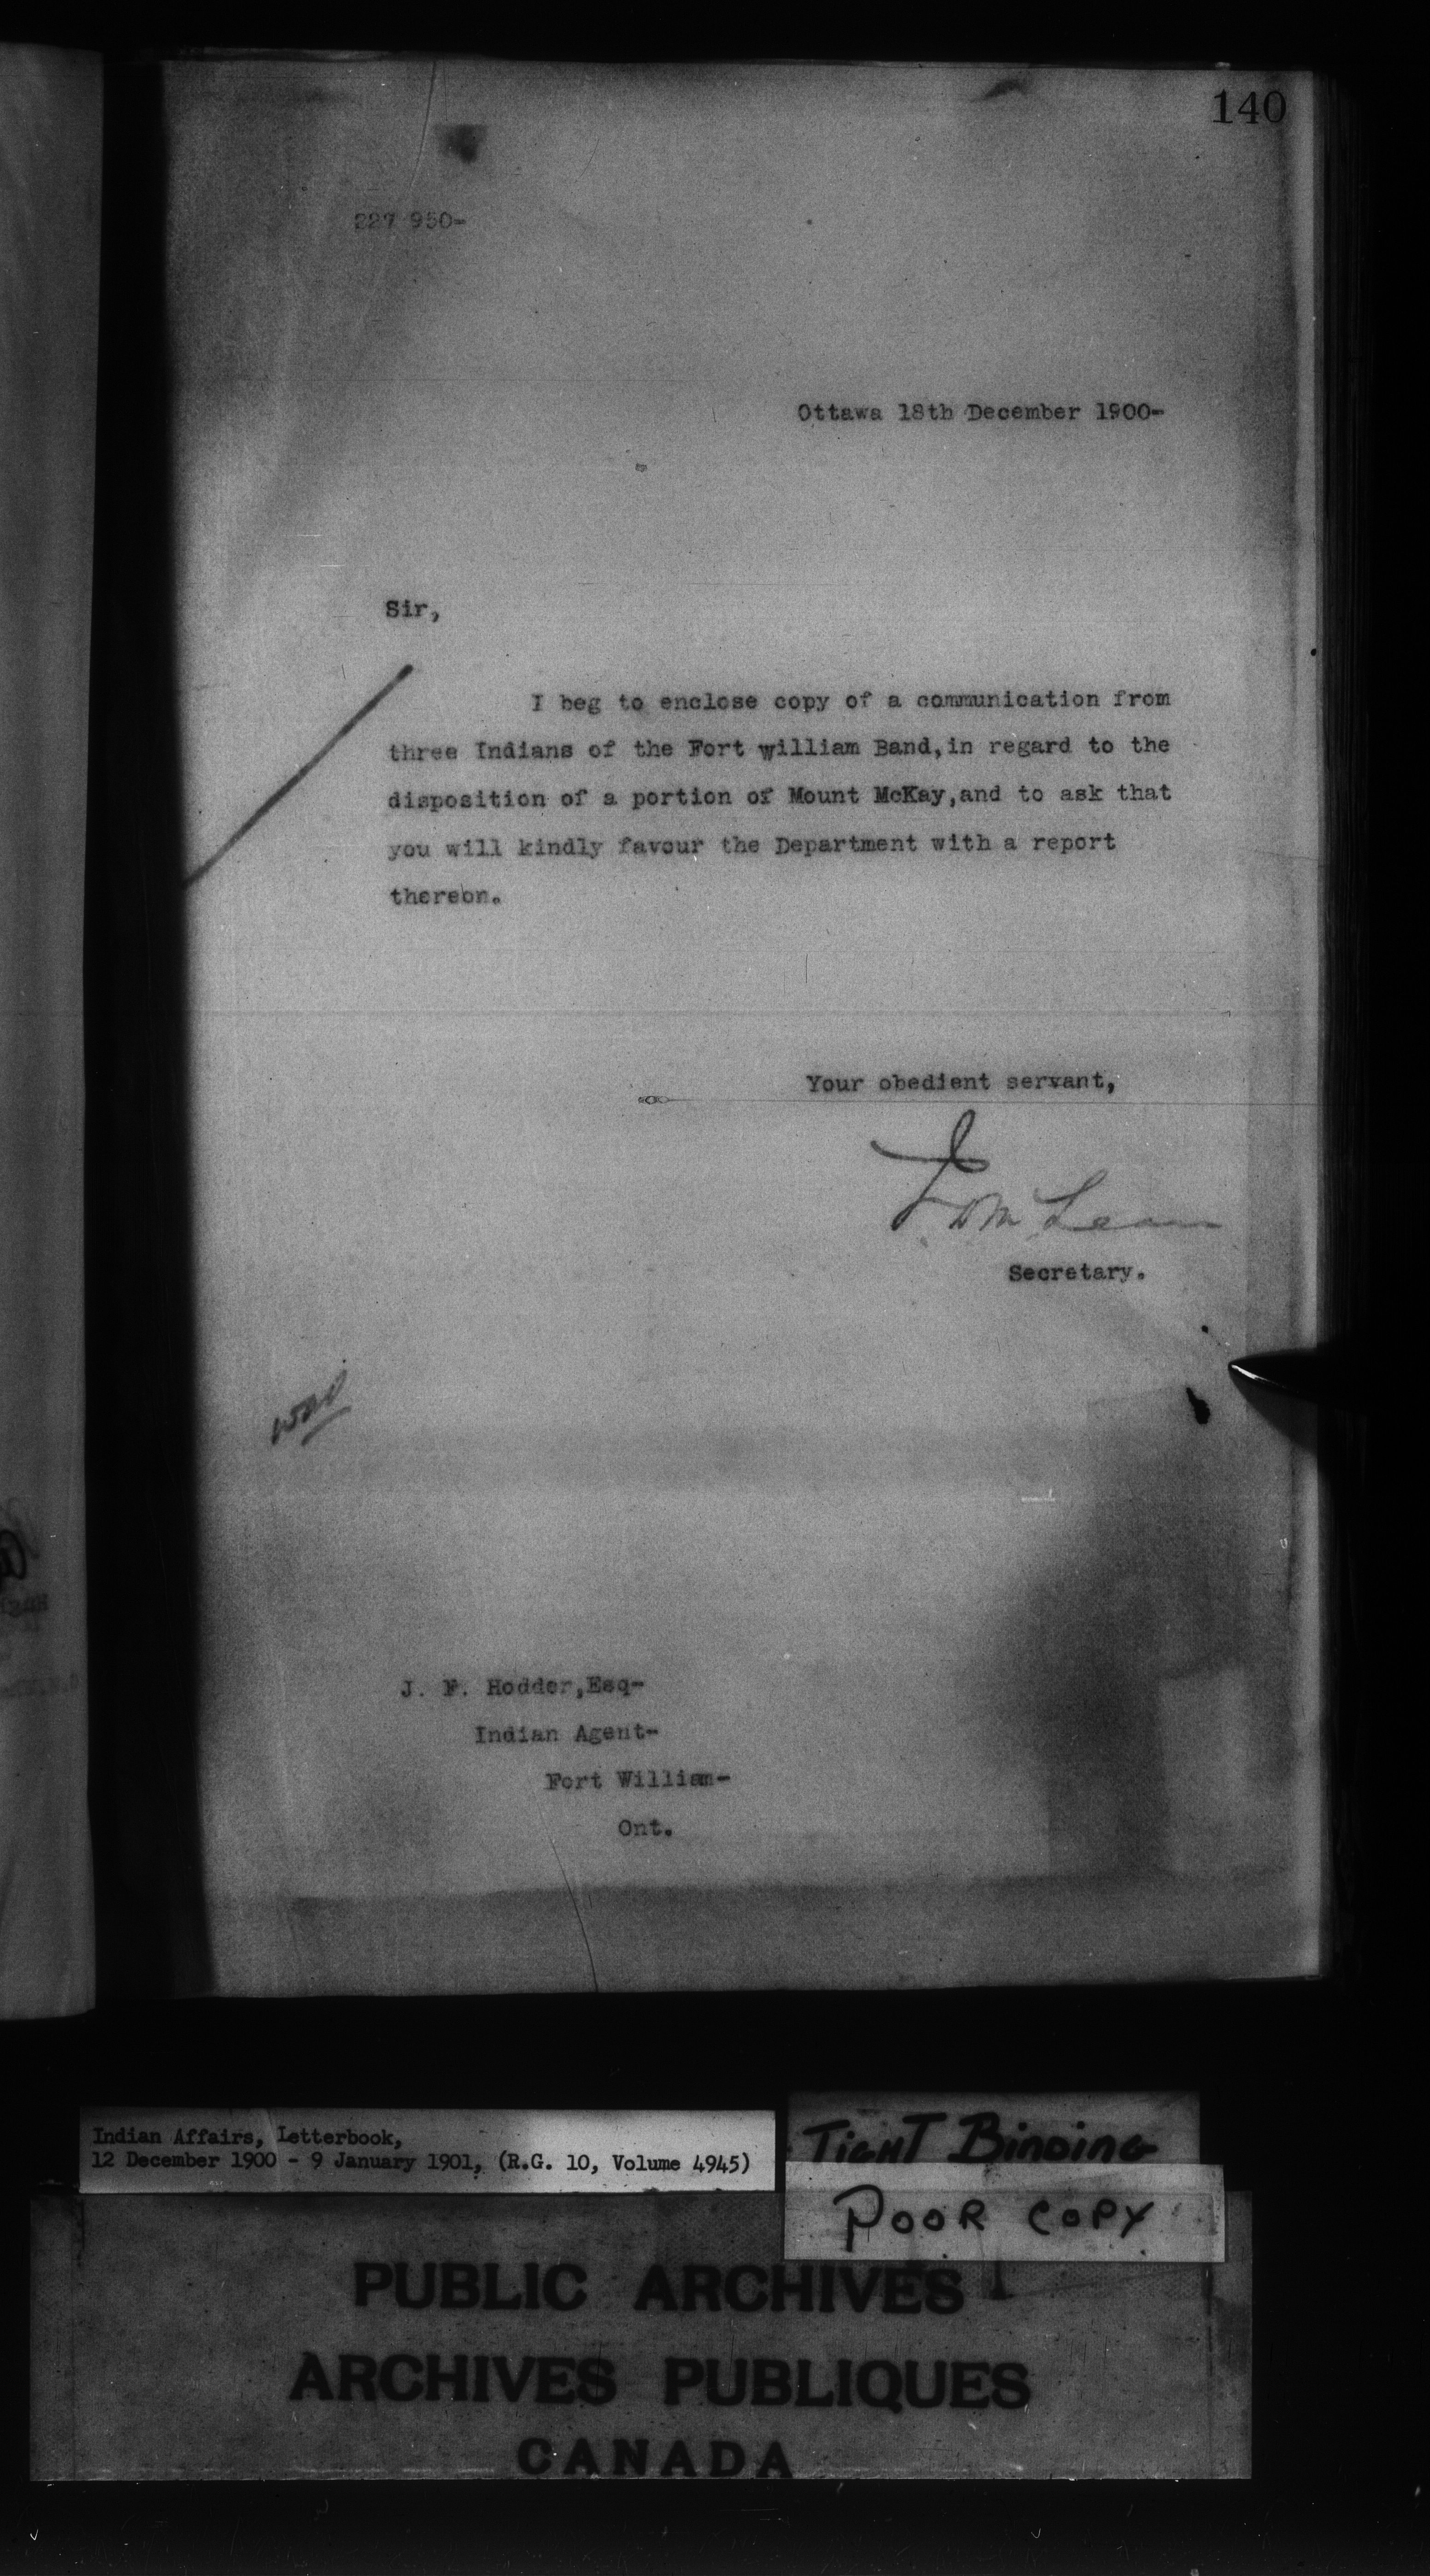 140
227 950-
Ottawa 18th December 1900-
Sir,
I beg to enclose copy of a communication from
three Indians of the Fort William Band, in regard to the
disposition of a portion of Mount McKay, and to ask that
you will kindly favour the Department with a report
thereon.
Your obedient servant,
J D McLean
Secretary.
J. F. Hodder, Esq-
Indian Agent-
Fort William-
Ont.
Indian Affairs, Letterbook,
12 December 1900 - 9 January 1901, (R.G. 10, Volume 4945)
TIGHT BINDING
POOR COPY
PUBLIC ARCHIVES
ARCHIVES PUBLIQUES
CANADA